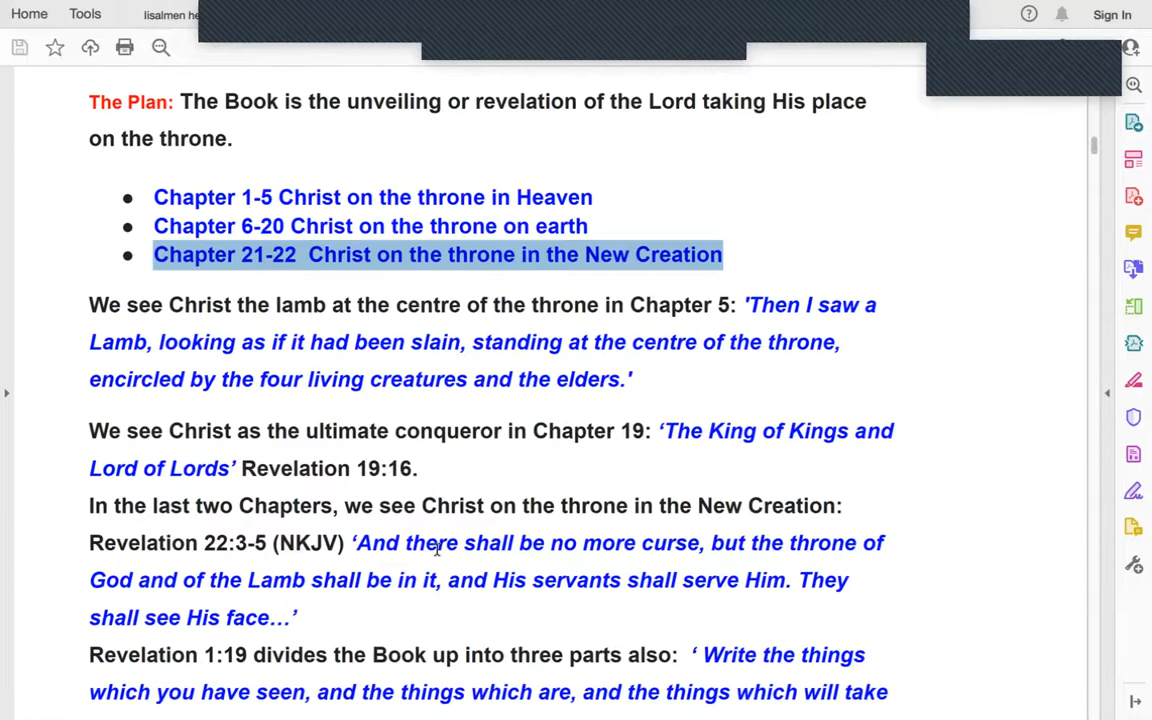 Home Tools lisalmen he Sign In
The Plan: The Book is the unveiling or revelation of the Lord taking His place
on the throne.
● Chapter 1-5 Christ on the throne in Heaven
● Chapter 6-20 Christ on the throne on earth
● Chapter 21-22  Christ on the throne in the New Creation
We see Christ the lamb at the centre of the throne in Chapter 5: 'Then I saw a
Lamb, looking as if it had been slain, standing at the centre of the throne,
encircled by the four living creatures and the elders.'
We see Christ as the ultimate conqueror in Chapter 19: ‘The King of Kings and
Lord of Lords’ Revelation 19:16.
In the last two Chapters, we see Christ on the throne in the New Creation:
Revelation 22:3-5 (NKJV) ‘And there shall be no more curse, but the throne of
God and of the Lamb shall be in it, and His servants shall serve Him. They
shall see His face…’
Revelation 1:19 divides the Book up into three parts also:  ‘ Write the things
which you have seen, and the things which are, and the things which will take